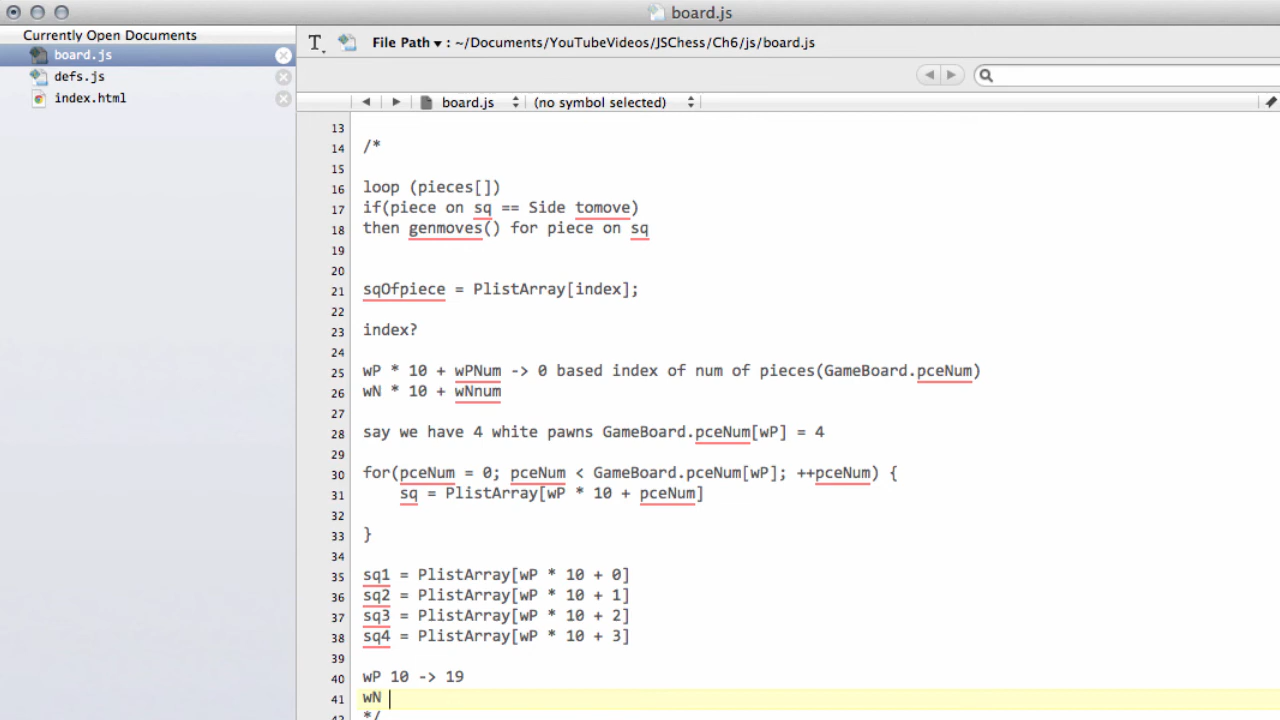 board.js
Currently Open Documents
board.js
defs.js
index.html
File Path ▾ : ~/Documents/YouTubeVideos/JSChess/Ch6/js/board.js
board.js (no symbol selected)
13
14 /*
15
16 loop (pieces[])
17 if(piece on sq == Side tomove)
18 then genmoves() for piece on sq
19
20
21 sqOfpiece = PlistArray[index];
22
23 index?
24
25 wP * 10 + wPNum -> 0 based index of num of pieces(GameBoard.pceNum)
26 wN * 10 + wNnum
27
28 say we have 4 white pawns GameBoard.pceNum[wP] = 4
29
30 for(pceNum = 0; pceNum < GameBoard.pceNum[wP]; ++pceNum) {
31 sq = PlistArray[wP * 10 + pceNum]
32
33 }
34
35 sq1 = PlistArray[wP * 10 + 0]
36 sq2 = PlistArray[wP * 10 + 1]
37 sq3 = PlistArray[wP * 10 + 2]
38 sq4 = PlistArray[wP * 10 + 3]
39
40 wP 10 -> 19
41 wN
42 */